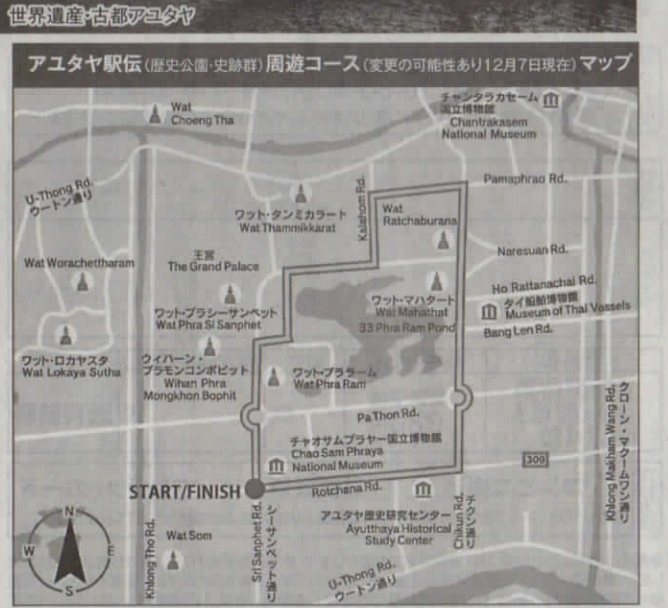 世界遺産・古都アユタヤ
アユタヤ駅伝(歴史公園・史跡群)周遊コース(変更の可能性あり12月7日現在)マップ
Wat
Choeng Tha
チャンタラカセーム
国立博物館
Chantrakasem
National Museum
U-Thong Rd.
ウートン通り
Pamaphrao Rd.
Kalahom Rd.
Wat
Ratchaburana
ワット・タンミカラート
Wat Thammikkarat
Naresuan Rd.
王宮
The Grand Palace
Wat Worachettharam
Ho Rattanachai Rd.
ワット・プラシーサンペット
Wat Phra Si Sanphet
ワット・マハタート
Wat Mahathat
33 Phra Ram Pond
タイ船舶博物館
Museum of Thai Vassels
Bang Len Rd.
ワット・ロカヤスタ
Wat Lokaya Sutha
ウィハーン・
プラモンコンボピット
Wihan Phra
Mongkhon Bophit
ワット・プララーム
Wat Phra Ram
Pa Thon Rd.
Khlong Makham Wang Rd.
クローン・マクームワン通り
チャオサムプラヤー国立博物館
Chao Sam Phraya
National Museum
309
START/FINISH
Rotchana Rd.
アユタヤ歴史研究センター
Ayutthaya Historical
Study Center
Chikun Rd.
チクン通り
Sri Sanphet Rd.
シーサンペット通り
Khlong Tho Rd.
Wat Som
N
W
E
S
U-Thong Rd.
ウートン通り